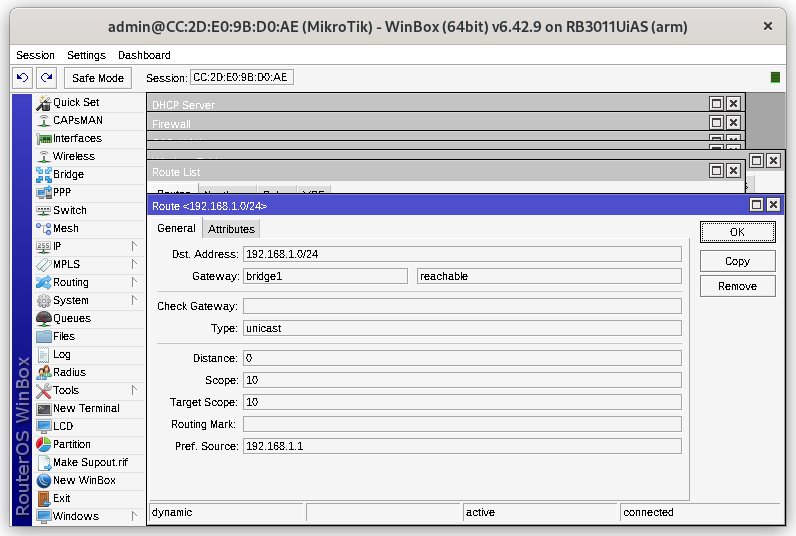 admin@CC:2D:E0:9B:D0:AE (MikroTik) - WinBox (64bit) v6.42.9 on RB3011UiAS (arm)
Session Settings Dashboard
Safe Mode Session: CC:2D:E0:9B:D0:AE
RouterOS WinBox
Quick Set
CAPsMAN
Interfaces
Wireless
Bridge
PPP
Switch
Mesh
IP
MPLS
Routing
System
Queues
Files
Log
Radius
Tools
New Terminal
LCD
Partition
Make Supout.rif
New WinBox
Exit
Windows
DHCP Server
Firewall
Route List
Route <192.168.1.0/24>
General Attributes
Dst. Address: 192.168.1.0/24
Gateway: bridge1 reachable
Check Gateway:
Type: unicast
Distance: 0
Scope: 10
Target Scope: 10
Routing Mark:
Pref. Source: 192.168.1.1
OK
Copy
Remove
dynamic active connected